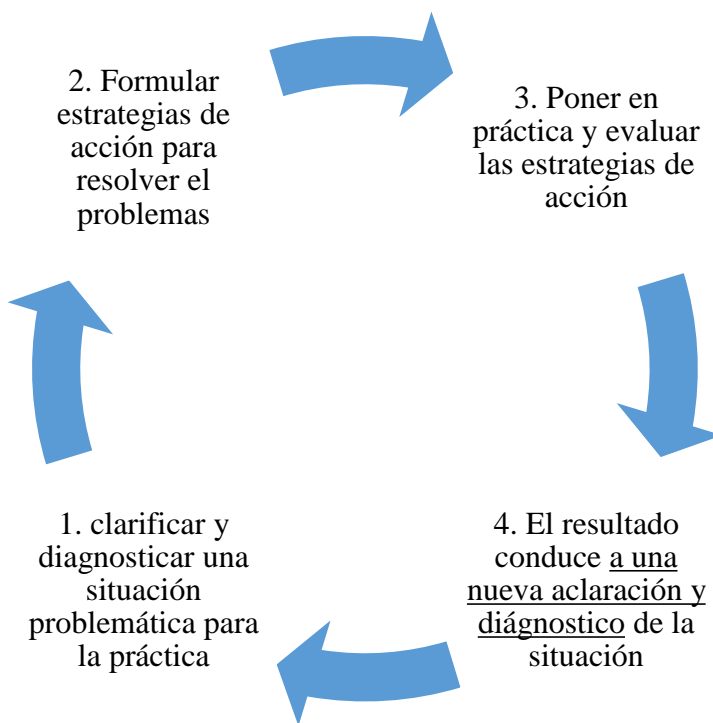 2. Formular
estrategias de
acción para
resolver el
problemas
3. Poner en
práctica y evaluar
las estrategias de
acción
1. clarificar y
diagnosticar una
situación
problemática para
la práctica
4. El resultado
conduce a una
nueva aclaración y
diágnostico de la
situación